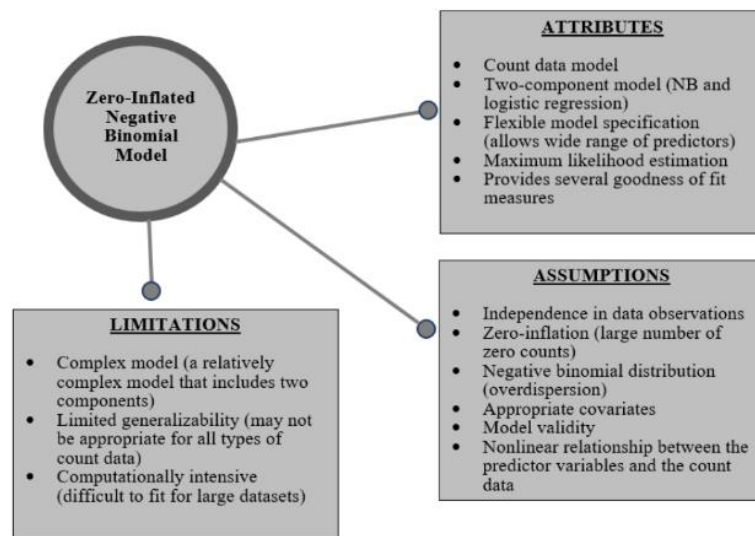 Zero-Inflated
Negative
Binomial
Model
ATTRIBUTES
• Count data model
• Two-component model (NB and
logistic regression)
• Flexible model specification
(allows wide range of predictors)
• Maximum likelihood estimation
• Provides several goodness of fit
measures
ASSUMPTIONS
• Independence in data observations
• Zero-inflation (large number of
zero counts)
• Negative binomial distribution
(overdispersion)
• Appropriate covariates
• Model validity
• Nonlinear relationship between the
predictor variables and the count
data
LIMITATIONS
• Complex model (a relatively
complex model that includes two
components)
• Limited generalizability (may not
be appropriate for all types of
count data)
• Computationally intensive
(difficult to fit for large datasets)